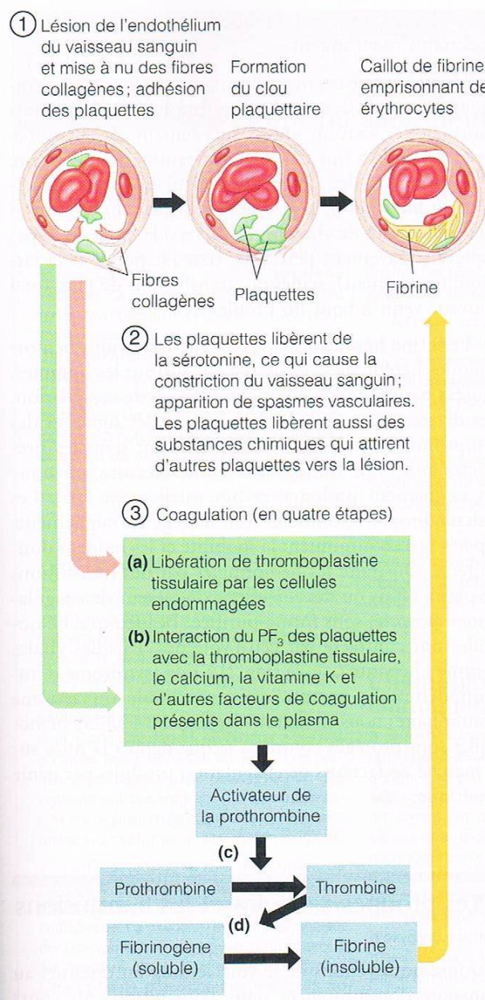 ① Lésion de l'endothélium
du vaisseau sanguin
et mise à nu des fibres
collagènes ; adhésion
des plaquettes
Formation
du clou
plaquettaire
Caillot de fibrine
emprisonnant de
érythrocytes
Fibres
collagènes
Plaquettes
Fibrine
② Les plaquettes libèrent de
la sérotonine, ce qui cause la
constriction du vaisseau sanguin ;
apparition de spasmes vasculaires.
Les plaquettes libèrent aussi des
substances chimiques qui attirent
d'autres plaquettes vers la lésion.
③ Coagulation (en quatre étapes)
(a) Libération de thromboplastine
tissulaire par les cellules
endommagées
(b) Interaction du PF₃ des plaquettes
avec la thromboplastine tissulaire,
le calcium, la vitamine K et
d'autres facteurs de coagulation
présents dans le plasma
Activateur de
la prothrombine
(c)
Prothrombine
Thrombine
(d)
Fibrinogène
(soluble)
Fibrine
(insoluble)